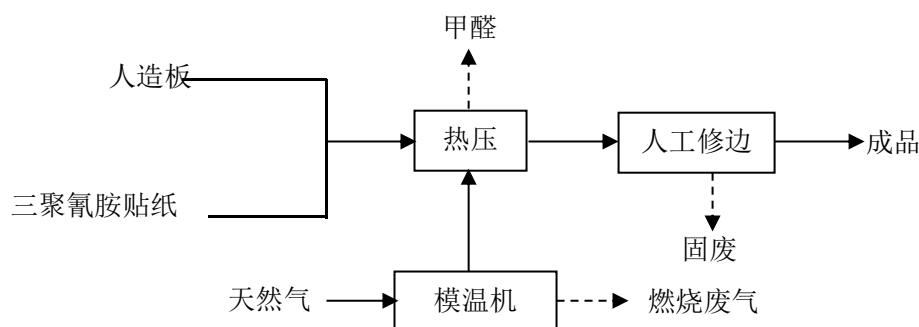 甲醛
人造板
热压
人工修边
成品
三聚氰胺贴纸
固废
天然气
模温机
燃烧废气